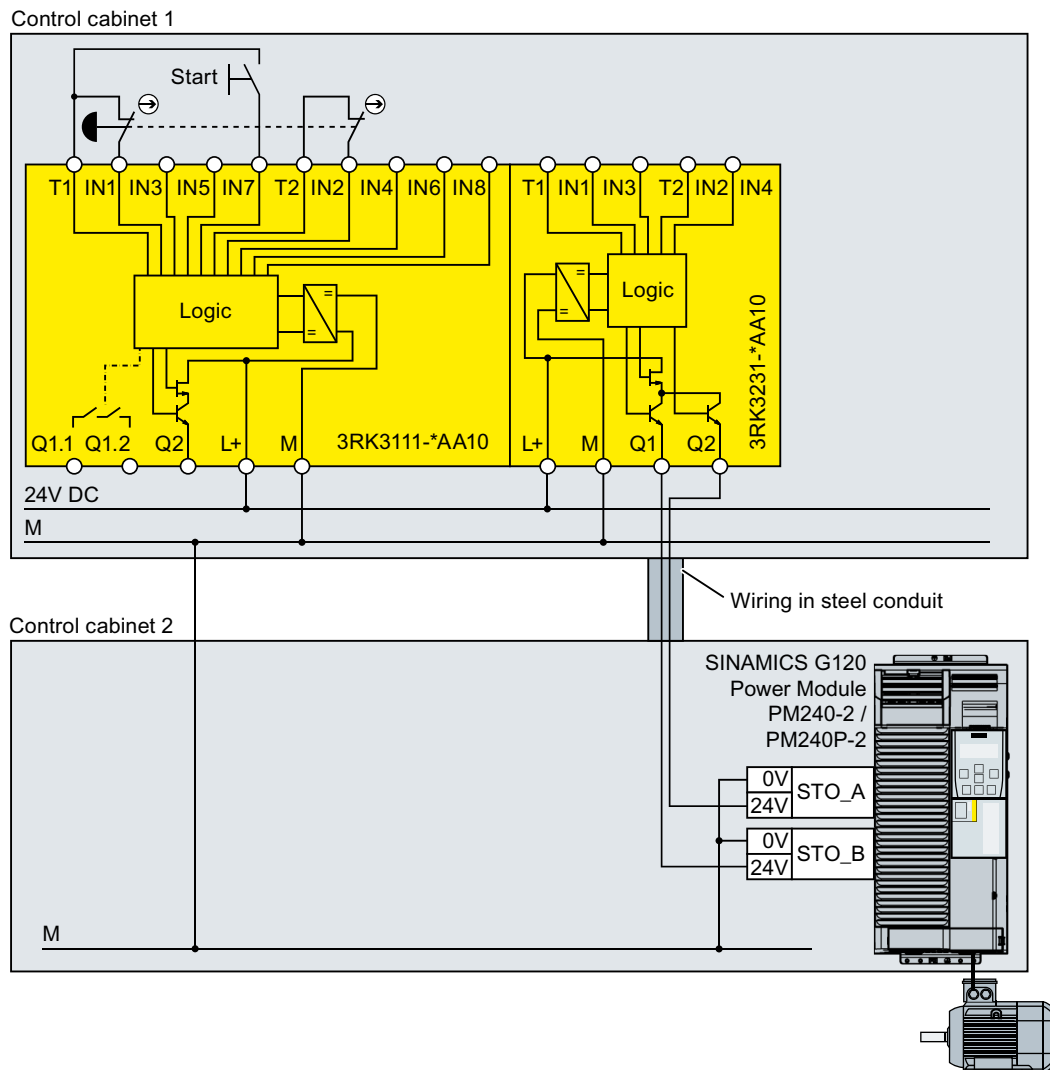 Control cabinet 1
Start
T1 IN1 IN3 IN5 IN7 T2 IN2 IN4 IN6 IN8
T1 IN1 IN3 T2 IN2 IN4
Logic
=
=
Logic
=
=
3RK3231-*AA10
Q1.1 Q1.2 Q2 L+ M 3RK3111-*AA10
L+ M Q1 Q2
24V DC
M
Wiring in steel conduit
Control cabinet 2
SINAMICS G120
Power Module
PM240-2 /
PM240P-2
0V
STO_A
24V
0V
STO_B
24V
M